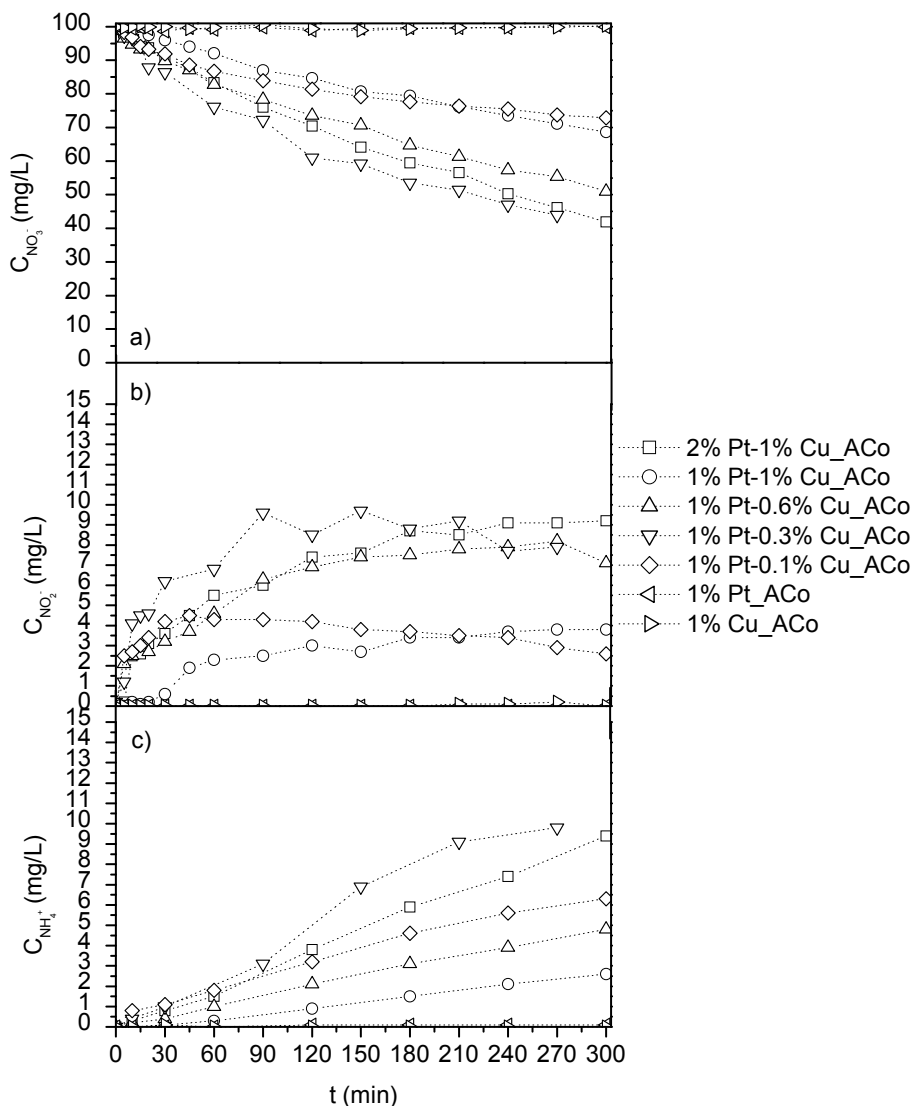 100
90
80
70
60
50
40
30
20
10
0
C NO3- (mg/L)
a)
15
14
13
12
11
10
9
8
7
6
5
4
3
2
1
0
C NO2- (mg/L)
b)
2% Pt-1% Cu_ACo
1% Pt-1% Cu_ACo
1% Pt-0.6% Cu_ACo
1% Pt-0.3% Cu_ACo
1% Pt-0.1% Cu_ACo
1% Pt_ACo
1% Cu_ACo
15
14
13
12
11
10
9
8
7
6
5
4
3
2
1
0
C NH4+ (mg/L)
c)
0 30 60 90 120 150 180 210 240 270 300
t (min)